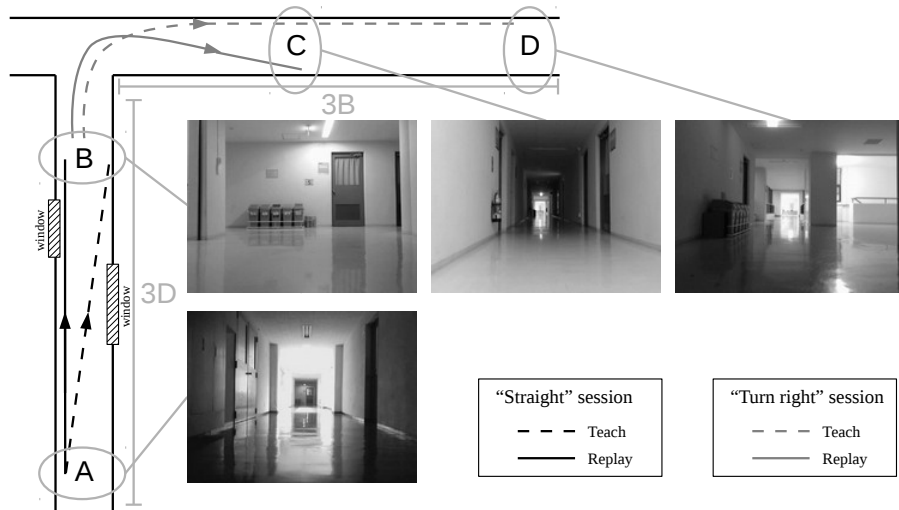 C
D
3B
B
window
3D
window
A
“Straight” session
Teach
Replay
“Turn right” session
Teach
Replay